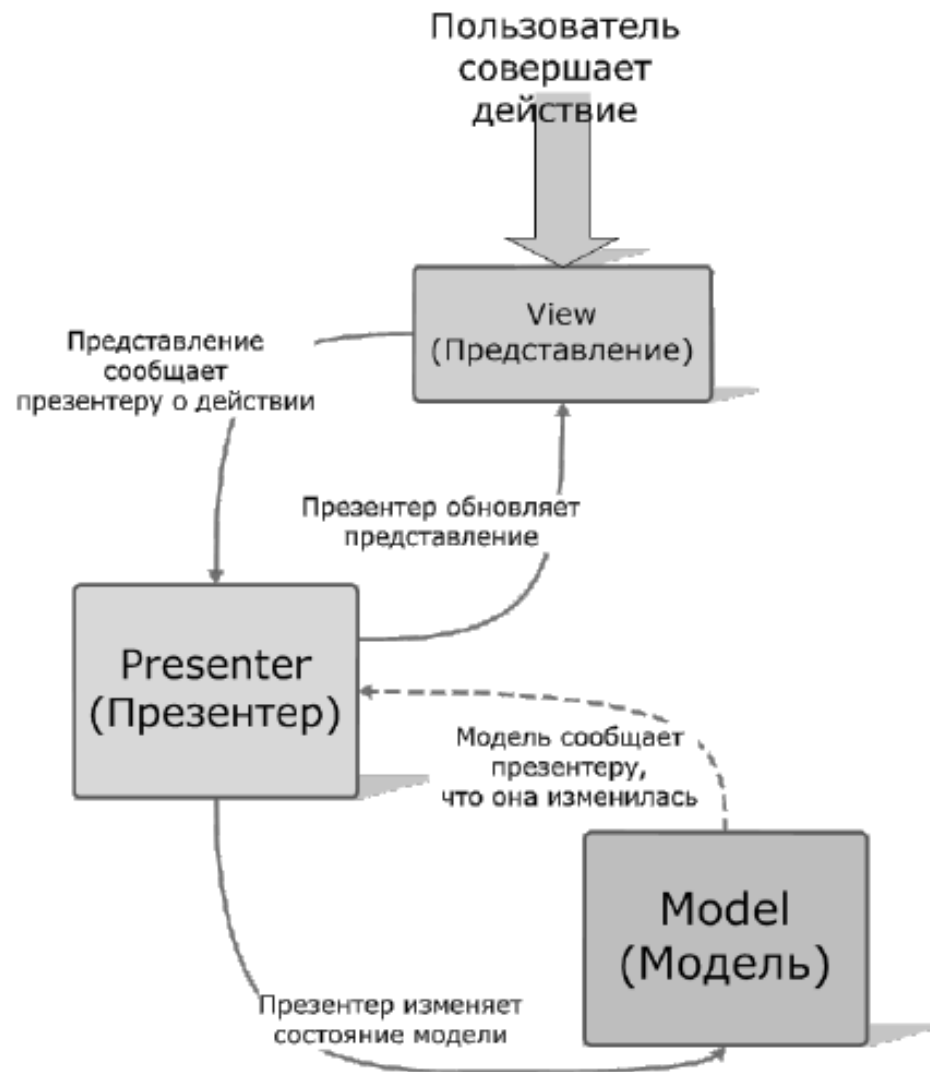 Пользователь
совершает
действие
View
(Представление)
Представление
сообщает
презентеру о действии
Презентер обновляет
представление
Presenter
(Презентер)
Модель сообщает
презентеру,
что она изменилась
Model
(Модель)
Презентер изменяет
состояние модели